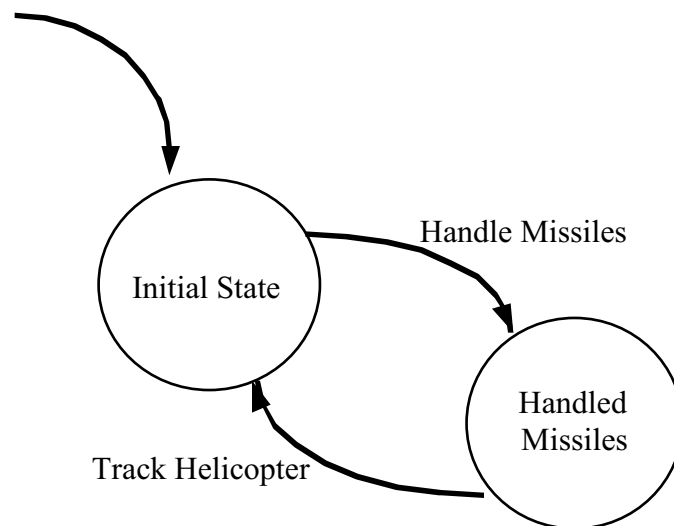 Handle Missiles
Initial State
Handled
Missiles
Track Helicopter